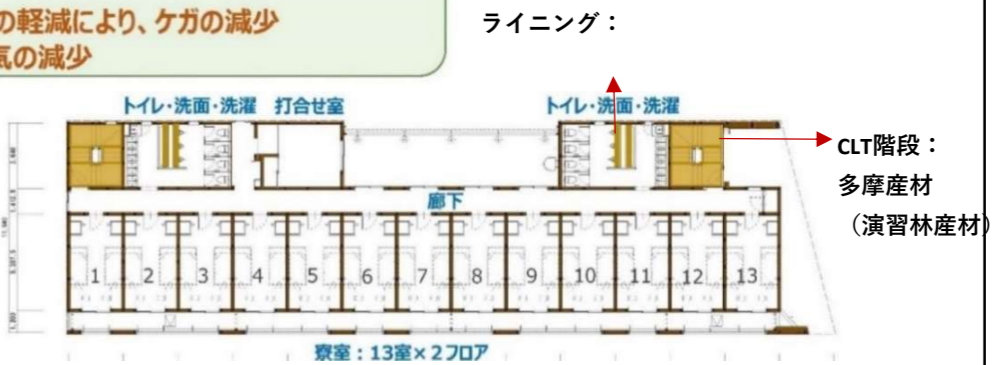 の軽減により、ケガの減少
気の減少
ライニング：
トイレ・洗面・洗濯
打合せ室
トイレ・洗面・洗濯
CLT階段：
多摩産材
（演習林産材）
廊下
1 2 3 4 5 6 7 8 9 10 11 12 13
寮室：13室×2フロア